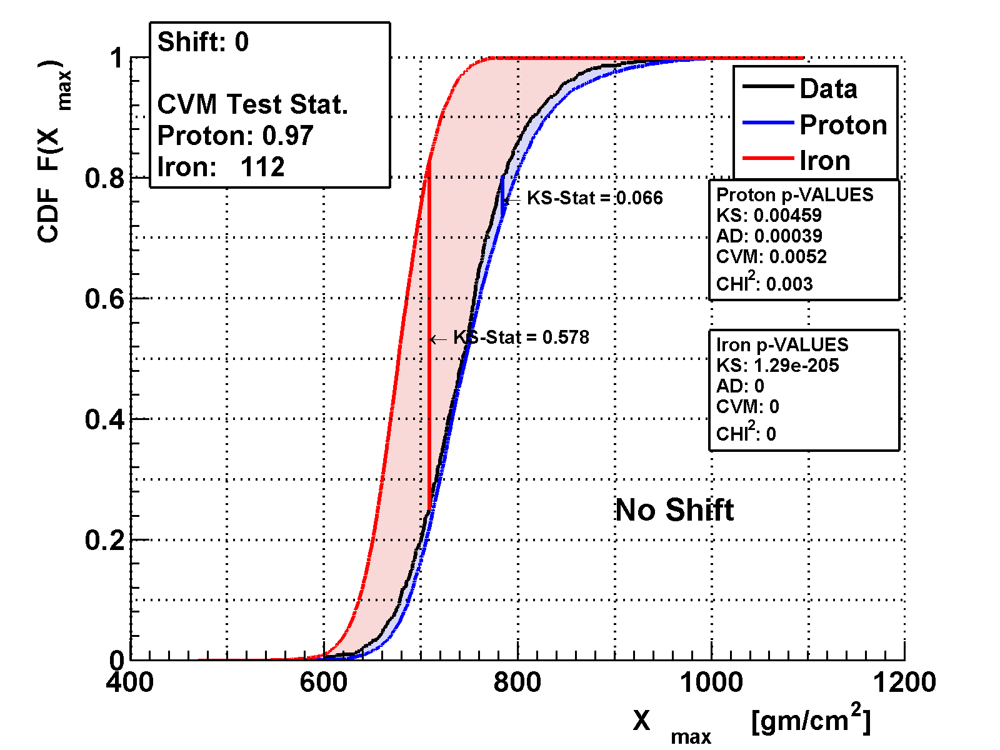 Shift: 0
CVM Test Stat.
Proton: 0.97
Iron: 112
CDF F(X max)
1
0.8
0.6
0.4
0.2
0
400
600
800
1000
1200
X max [gm/cm²]
Data
Proton
Iron
KS-Stat = 0.066
KS-Stat = 0.578
Proton p-VALUES
KS: 0.00459
AD: 0.00039
CVM: 0.0052
CHI²: 0.003
Iron p-VALUES
KS: 1.29e-205
AD: 0
CVM: 0
CHI²: 0
No Shift